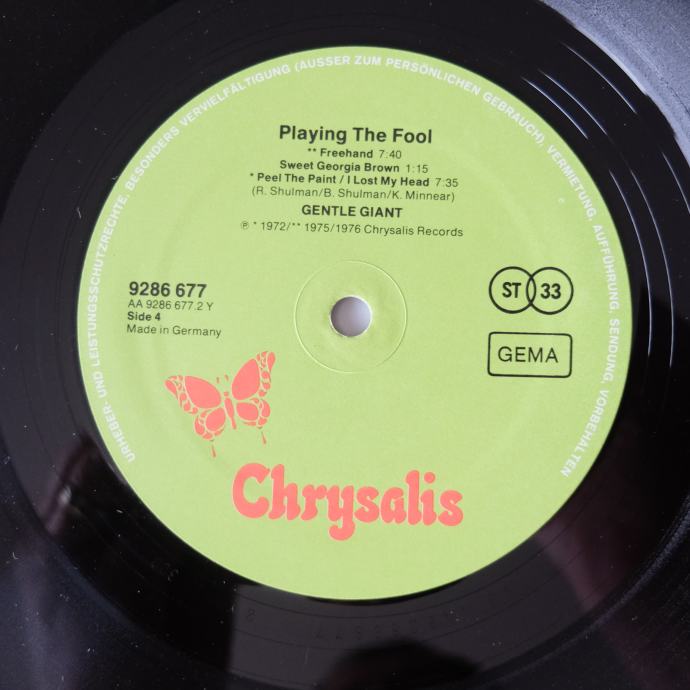 URHEBER UND LEISTUNGSSCHUTZRECHTE, BESONDERS VERVIELFÄLTIGUNG (AUSSER ZUM PERSÖNLICHEN GEBRAUCH), VERMIETUNG, AUFFÜHRUNG, SENDUNG, VORBEHALTEN
Playing The Fool
** Freehand 7:40
Sweet Georgia Brown 1:15
* Peel The Paint / I Lost My Head 7:35
(R. Shulman/B. Shulman/K. Minnear)
GENTLE GIANT
℗ * 1972/** 1975/1976 Chrysalis Records
9286 677
AA 9286 677.2 Y
Side 4
Made in Germany
ST 33
GEMA
Chrysalis